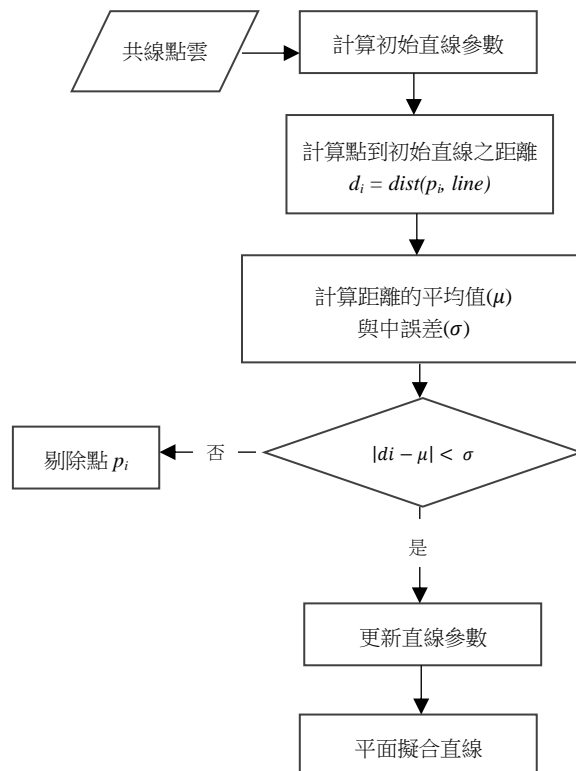 共線點雲
計算初始直線參數
計算點到初始直線之距離
di = dist(pi, line)
計算距離的平均值(μ)
與中誤差(σ)
|di − μ| < σ
否
剔除點 pi
是
更新直線參數
平面擬合直線